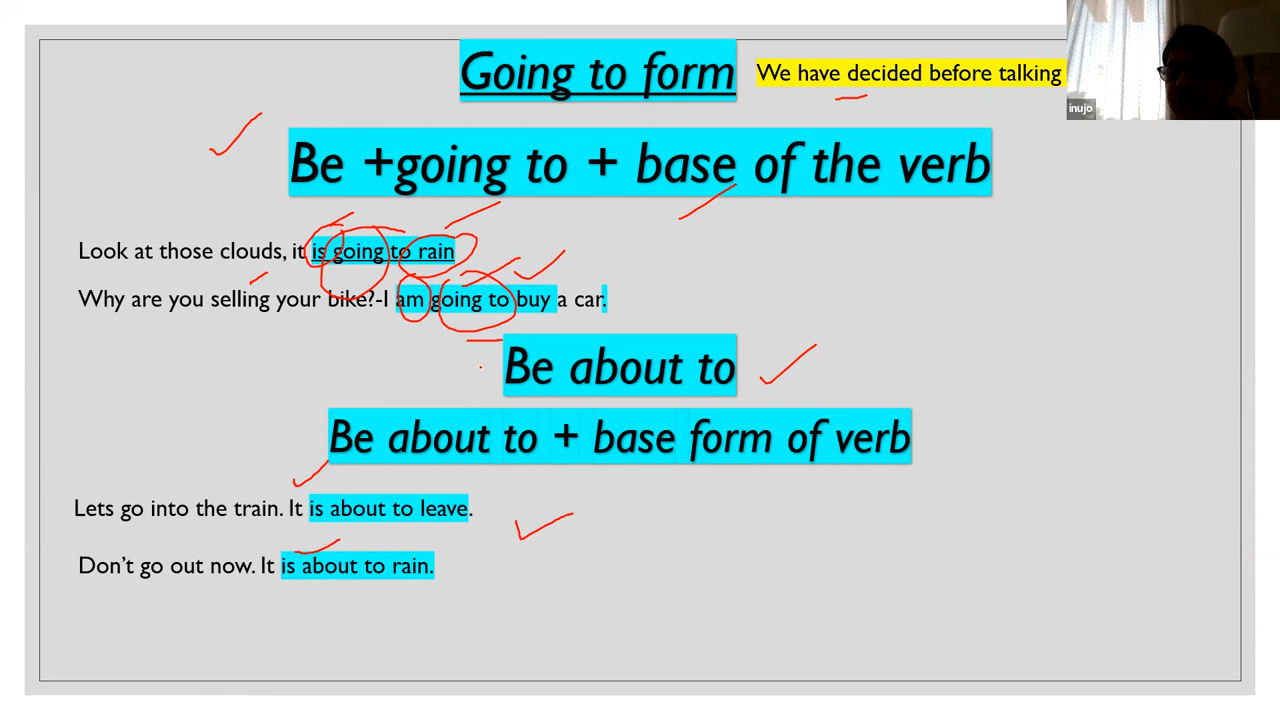 Going to form
We have decided before talking
inujo
Be +going to + base of the verb
Look at those clouds, it is going to rain
Why are you selling your bike?-I am going to buy a car.
Be about to
Be about to + base form of verb
Lets go into the train. It is about to leave.
Don’t go out now. It is about to rain.